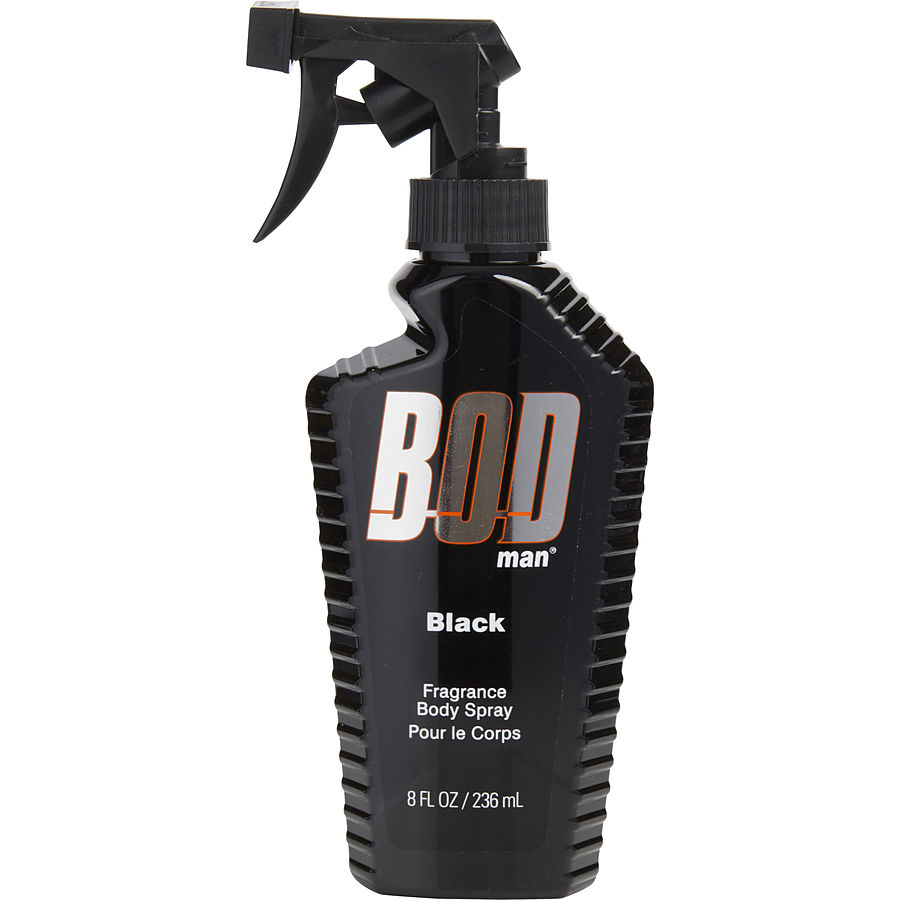 BOD
man®
Black
Fragrance
Body Spray
Pour le Corps
8 FL OZ / 236 mL